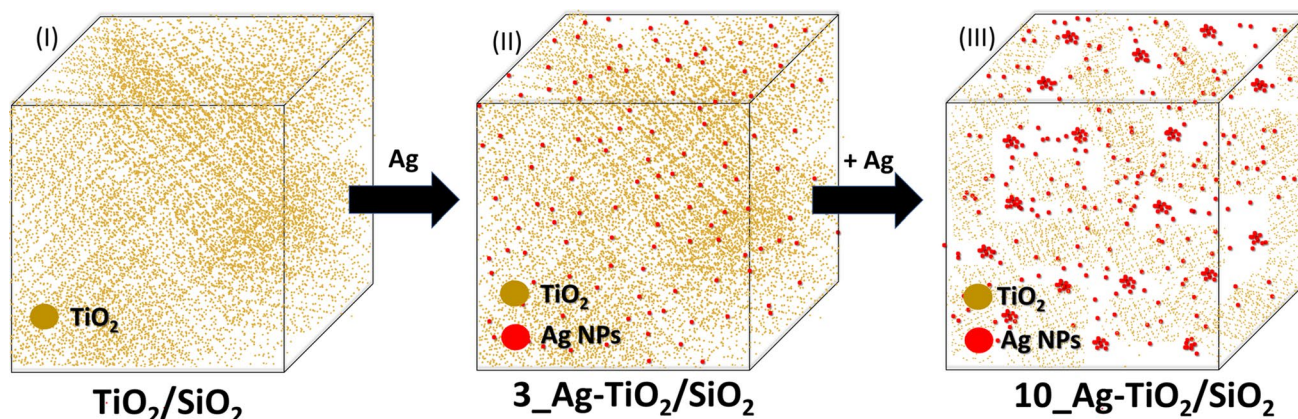 (I)
TiO₂
TiO₂/SiO₂
Ag
(II)
TiO₂
Ag NPs
3_Ag-TiO₂/SiO₂
+ Ag
(III)
TiO₂
Ag NPs
10_Ag-TiO₂/SiO₂